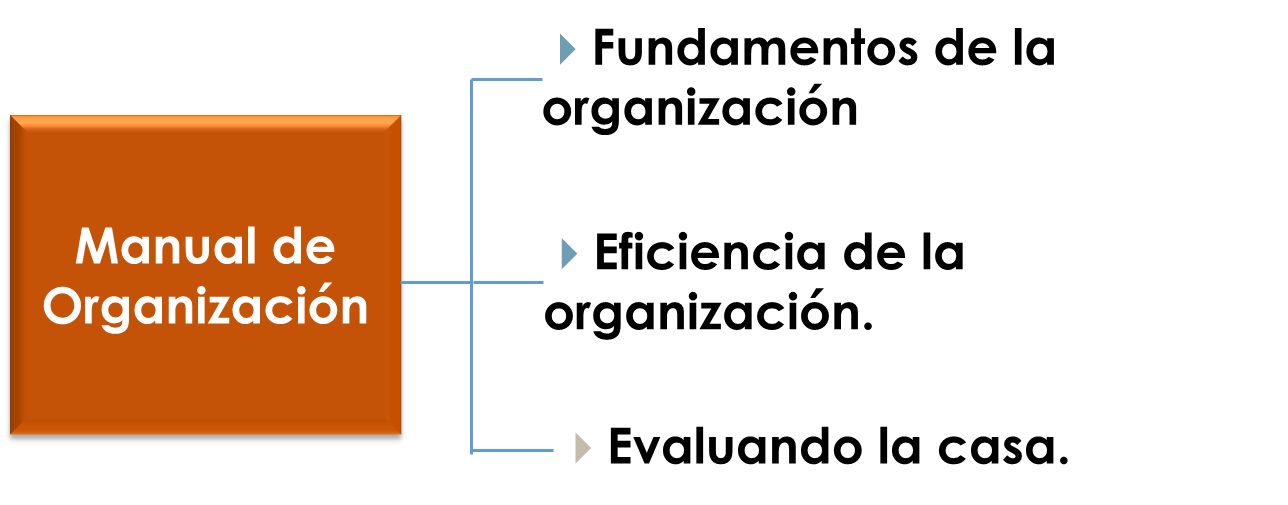 Manual de
Organización
Fundamentos de la
organización
Eficiencia de la
organización.
Evaluando la casa.